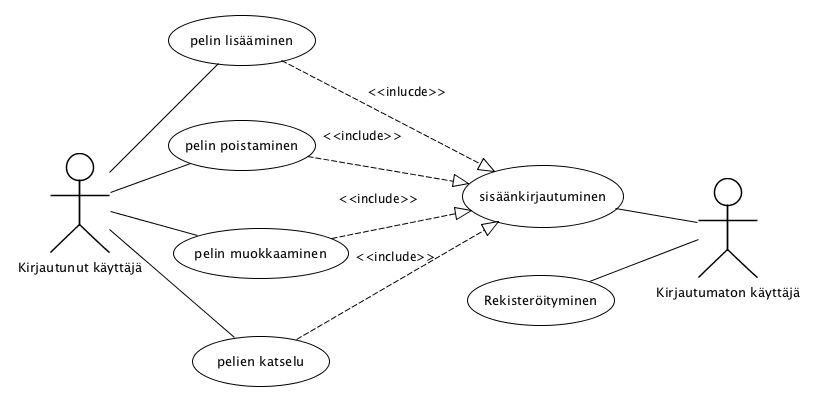 pelin lisääminen
<<inlucde>>
pelin poistaminen
<<include>>
sisäänkirjautuminen
<<include>>
pelin muokkaaminen
<<include>>
Kirjautunut käyttäjä
Rekisteröityminen
Kirjautumaton käyttäjä
pelien katselu